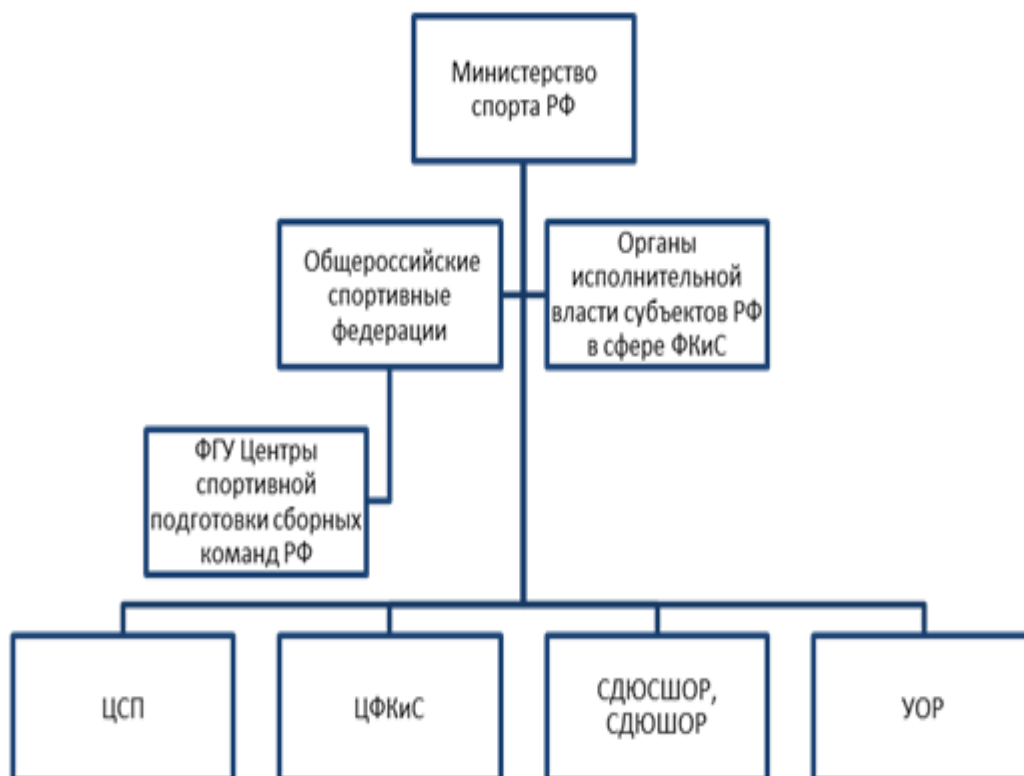 Министерство
спорта РФ
Общероссийские
спортивные
федерации
Органы
исполнительной
власти субъектов РФ
в сфере ФКиС
ФГУ Центры
спортивной
подготовки сборных
команд РФ
ЦСП
ЦФКиС
СДЮСШОР,
СДЮШОР
УОР